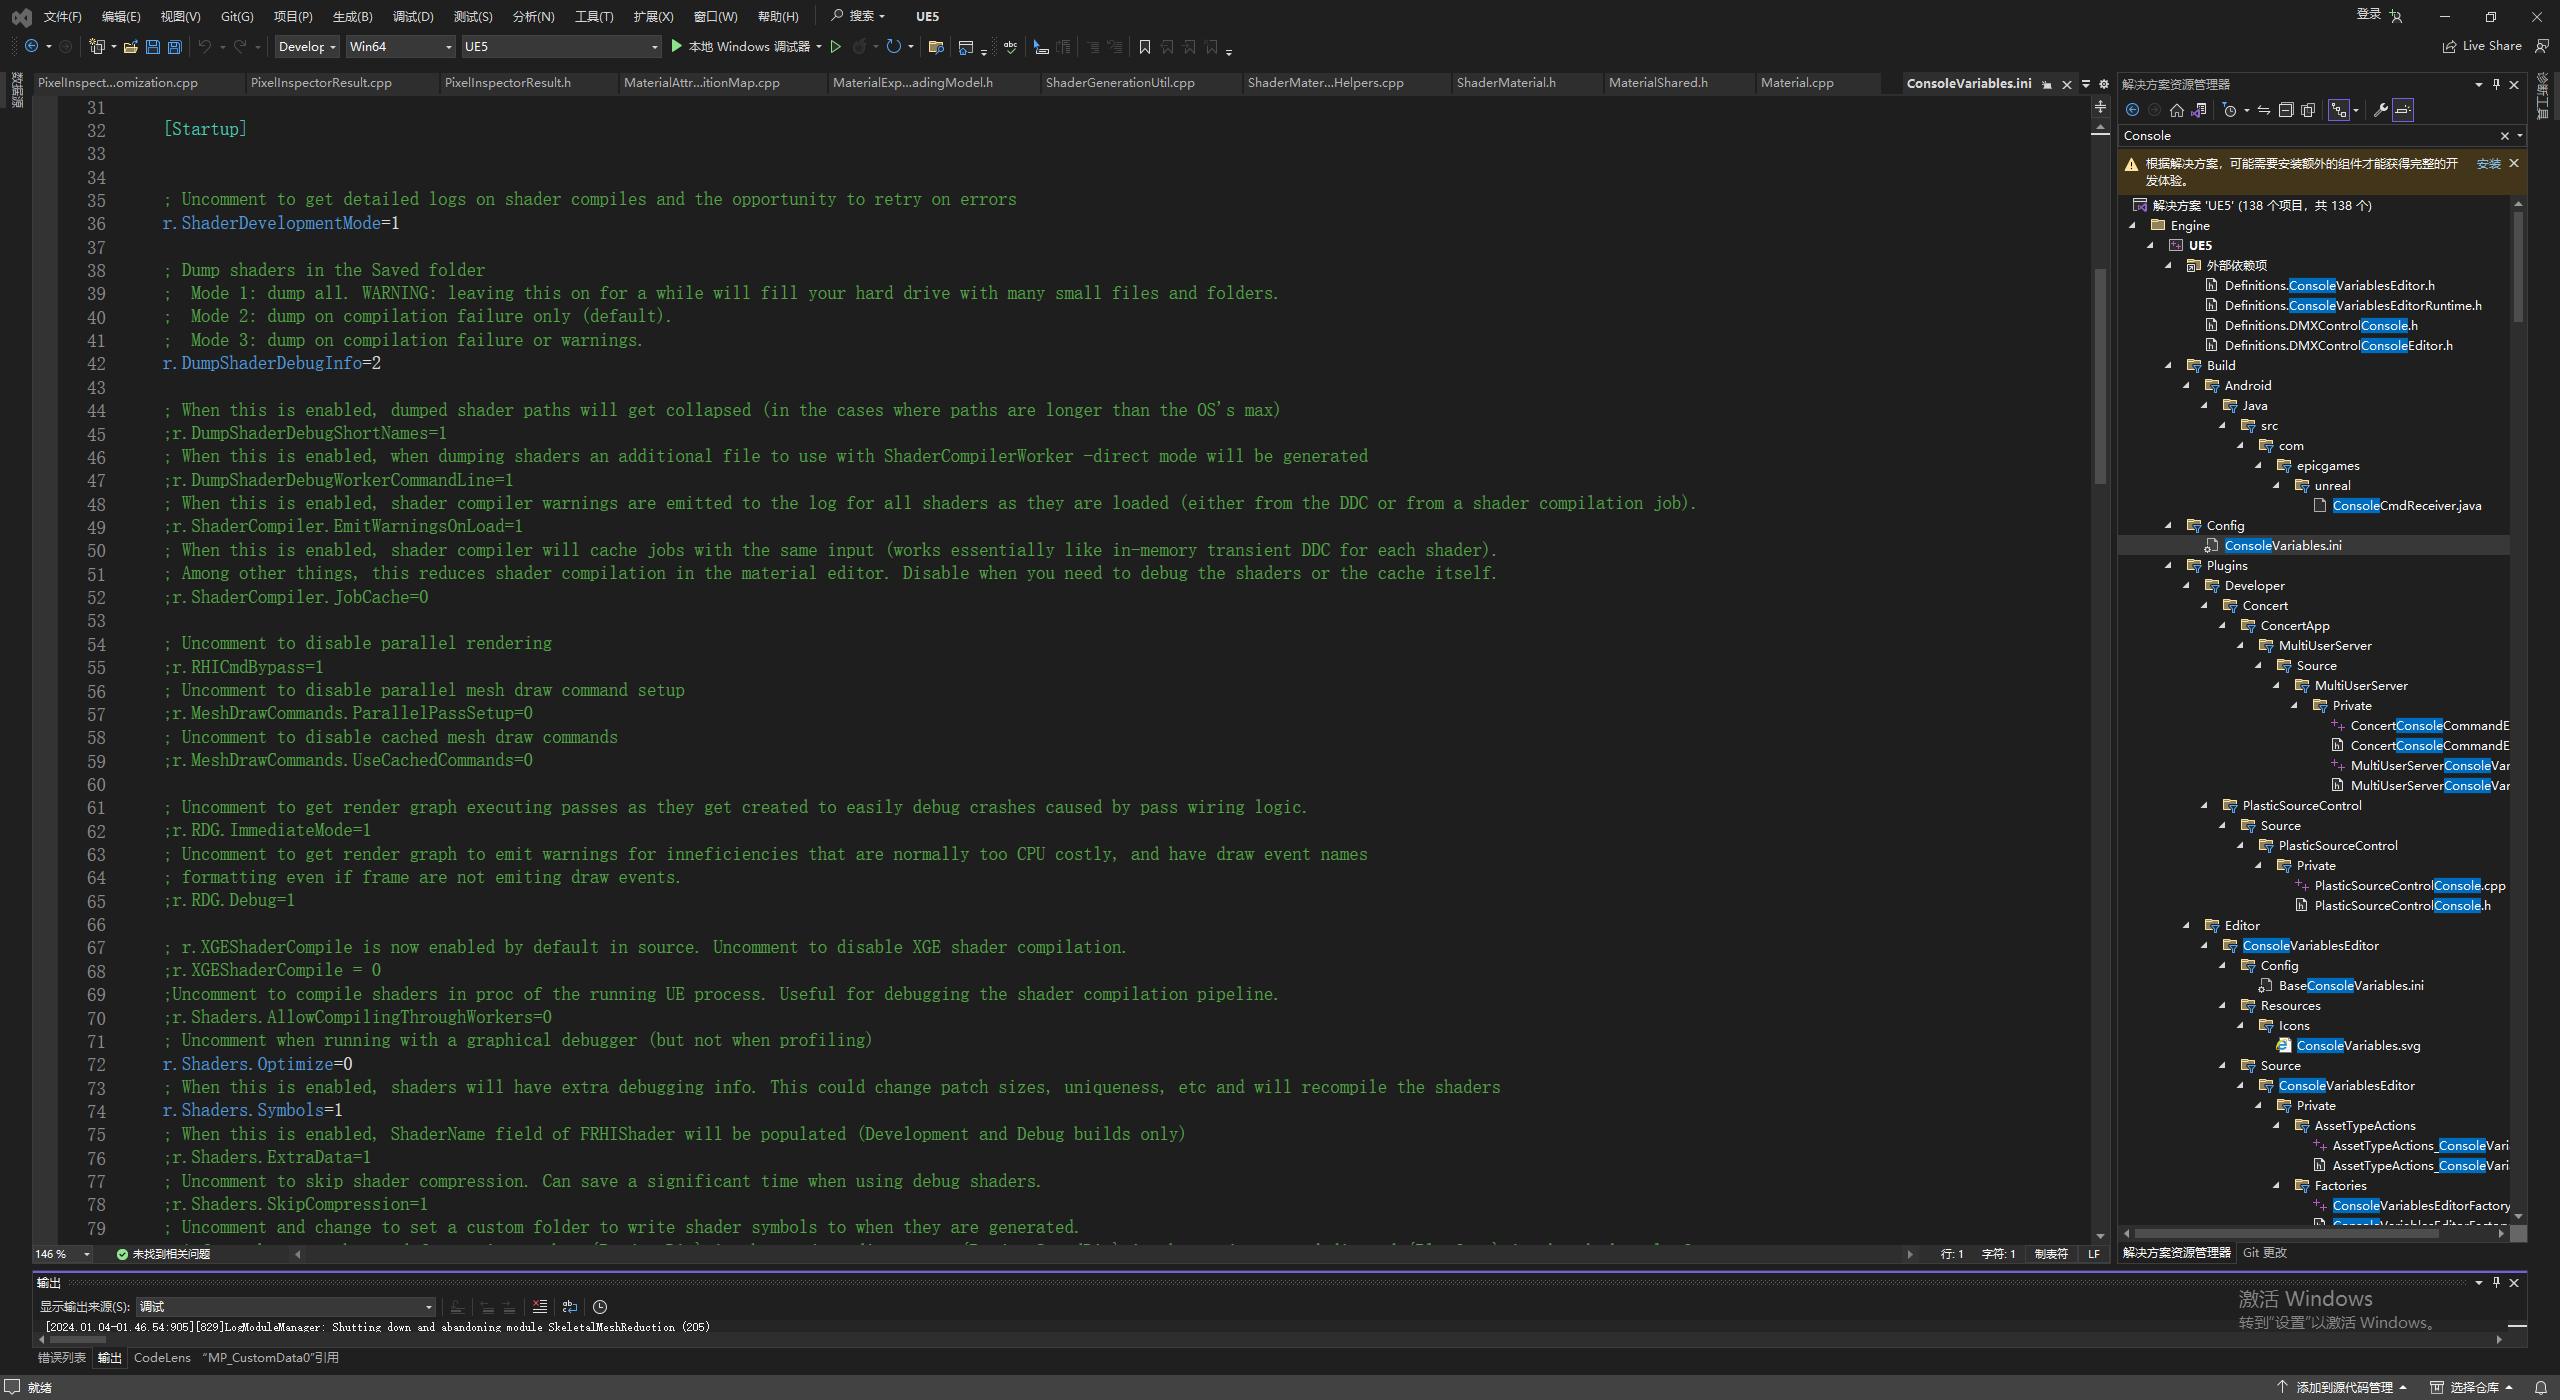 文件(F) 编辑(E) 视图(V) Git(G) 项目(P) 生成(B) 调试(D) 测试(S) 分析(N) 工具(T) 扩展(X) 窗口(W) 帮助(H) 搜索 UE5 登录
Develop Win64 UE5 本地 Windows 调试器 Live Share
数据源
PixelInspect...omization.cpp PixelInspectorResult.cpp PixelInspectorResult.h MaterialAttr...itionMap.cpp MaterialExp...adingModel.h ShaderGenerationUtil.cpp ShaderMater...Helpers.cpp ShaderMaterial.h MaterialShared.h Material.cpp ConsoleVariables.ini
31
32 [Startup]
33
34
35 ; Uncomment to get detailed logs on shader compiles and the opportunity to retry on errors
36 r.ShaderDevelopmentMode=1
37
38 ; Dump shaders in the Saved folder
39 ;  Mode 1: dump all. WARNING: leaving this on for a while will fill your hard drive with many small files and folders.
40 ;  Mode 2: dump on compilation failure only (default).
41 ;  Mode 3: dump on compilation failure or warnings.
42 r.DumpShaderDebugInfo=2
43
44 ; When this is enabled, dumped shader paths will get collapsed (in the cases where paths are longer than the OS's max)
45 ;r.DumpShaderDebugShortNames=1
46 ; When this is enabled, when dumping shaders an additional file to use with ShaderCompilerWorker -direct mode will be generated
47 ;r.DumpShaderDebugWorkerCommandLine=1
48 ; When this is enabled, shader compiler warnings are emitted to the log for all shaders as they are loaded (either from the DDC or from a shader compilation job).
49 ;r.ShaderCompiler.EmitWarningsOnLoad=1
50 ; When this is enabled, shader compiler will cache jobs with the same input (works essentially like in-memory transient DDC for each shader).
51 ; Among other things, this reduces shader compilation in the material editor. Disable when you need to debug the shaders or the cache itself.
52 ;r.ShaderCompiler.JobCache=0
53
54 ; Uncomment to disable parallel rendering
55 ;r.RHICmdBypass=1
56 ; Uncomment to disable parallel mesh draw command setup
57 ;r.MeshDrawCommands.ParallelPassSetup=0
58 ; Uncomment to disable cached mesh draw commands
59 ;r.MeshDrawCommands.UseCachedCommands=0
60
61 ; Uncomment to get render graph executing passes as they get created to easily debug crashes caused by pass wiring logic.
62 ;r.RDG.ImmediateMode=1
63 ; Uncomment to get render graph to emit warnings for inneficiencies that are normally too CPU costly, and have draw event names
64 ; formatting even if frame are not emiting draw events.
65 ;r.RDG.Debug=1
66
67 ; r.XGEShaderCompile is now enabled by default in source. Uncomment to disable XGE shader compilation.
68 ;r.XGEShaderCompile = 0
69 ;Uncomment to compile shaders in proc of the running UE process. Useful for debugging the shader compilation pipeline.
70 ;r.Shaders.AllowCompilingThroughWorkers=0
71 ; Uncomment when running with a graphical debugger (but not when profiling)
72 r.Shaders.Optimize=0
73 ; When this is enabled, shaders will have extra debugging info. This could change patch sizes, uniqueness, etc and will recompile the shaders
74 r.Shaders.Symbols=1
75 ; When this is enabled, ShaderName field of FRHIShader will be populated (Development and Debug builds only)
76 ;r.Shaders.ExtraData=1
77 ; Uncomment to skip shader compression. Can save a significant time when using debug shaders.
78 ;r.Shaders.SkipCompression=1
79 ; Uncomment and change to set a custom folder to write shader symbols to when they are generated.
146 % 未找到相关问题 行: 1 字符: 1 制表符 LF
解决方案资源管理器
Console
根据解决方案，可能需要安装额外的组件才能获得完整的开 安装
发体验。
解决方案 'UE5' (138 个项目，共 138 个)
Engine
UE5
外部依赖项
Definitions.ConsoleVariablesEditor.h
Definitions.ConsoleVariablesEditorRuntime.h
Definitions.DMXControlConsole.h
Definitions.DMXControlConsoleEditor.h
Build
Android
Java
src
com
epicgames
unreal
ConsoleCmdReceiver.java
Config
ConsoleVariables.ini
Plugins
Developer
Concert
ConcertApp
MultiUserServer
Source
MultiUserServer
Private
ConcertConsoleCommandE
ConcertConsoleCommandE
MultiUserServerConsoleVar
MultiUserServerConsoleVar
PlasticSourceControl
Source
PlasticSourceControl
Private
PlasticSourceControlConsole.cpp
PlasticSourceControlConsole.h
Editor
ConsoleVariablesEditor
Config
BaseConsoleVariables.ini
Resources
Icons
ConsoleVariables.svg
Source
ConsoleVariablesEditor
Private
AssetTypeActions
AssetTypeActions_ConsoleVari
AssetTypeActions_ConsoleVari
Factories
ConsoleVariablesEditorFactory
ConsoleVariablesEditorFactory
解决方案资源管理器 Git 更改
诊断工具
输出
显示输出来源(S): 调试
[2024.01.04-01.46.54:905][829]LogModuleManager: Shutting down and abandoning module SkeletalMeshReduction (205)
激活 Windows
转到"设置"以激活 Windows。
错误列表 输出 CodeLens "MP_CustomData0"引用
就绪 添加到源代码管理 选择仓库